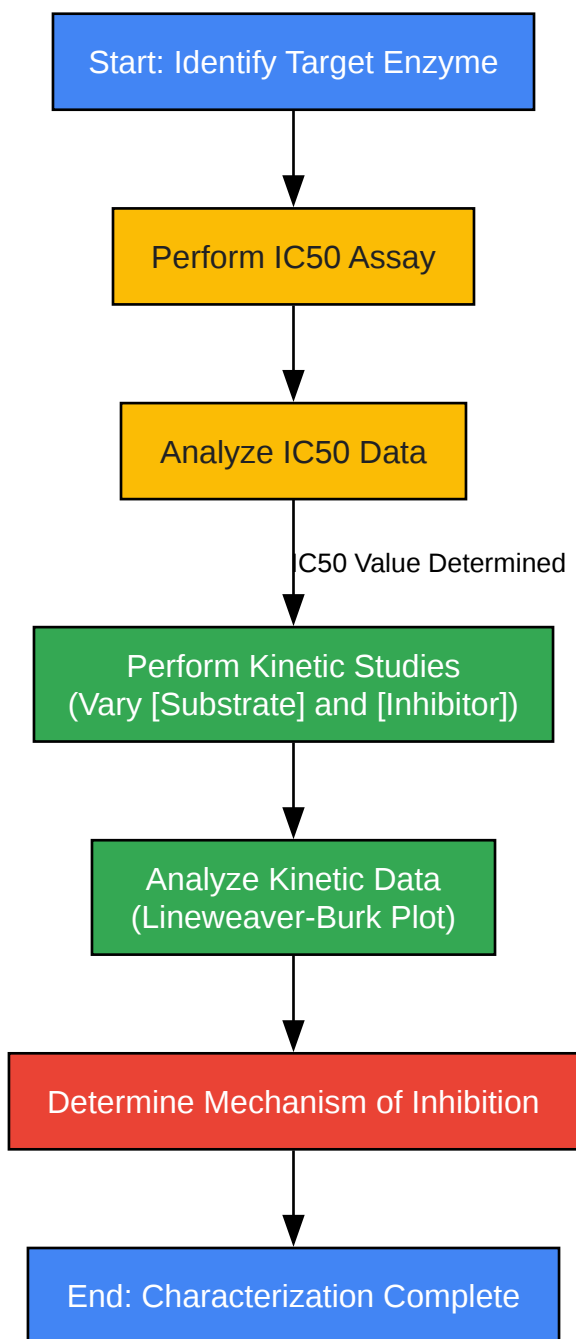 Start: Identify Target Enzyme
Perform IC50 Assay
Analyze IC50 Data
IC50 Value Determined
Perform Kinetic Studies
(Vary [Substrate] and [Inhibitor])
Analyze Kinetic Data
(Lineweaver-Burk Plot)
Determine Mechanism of Inhibition
End: Characterization Complete